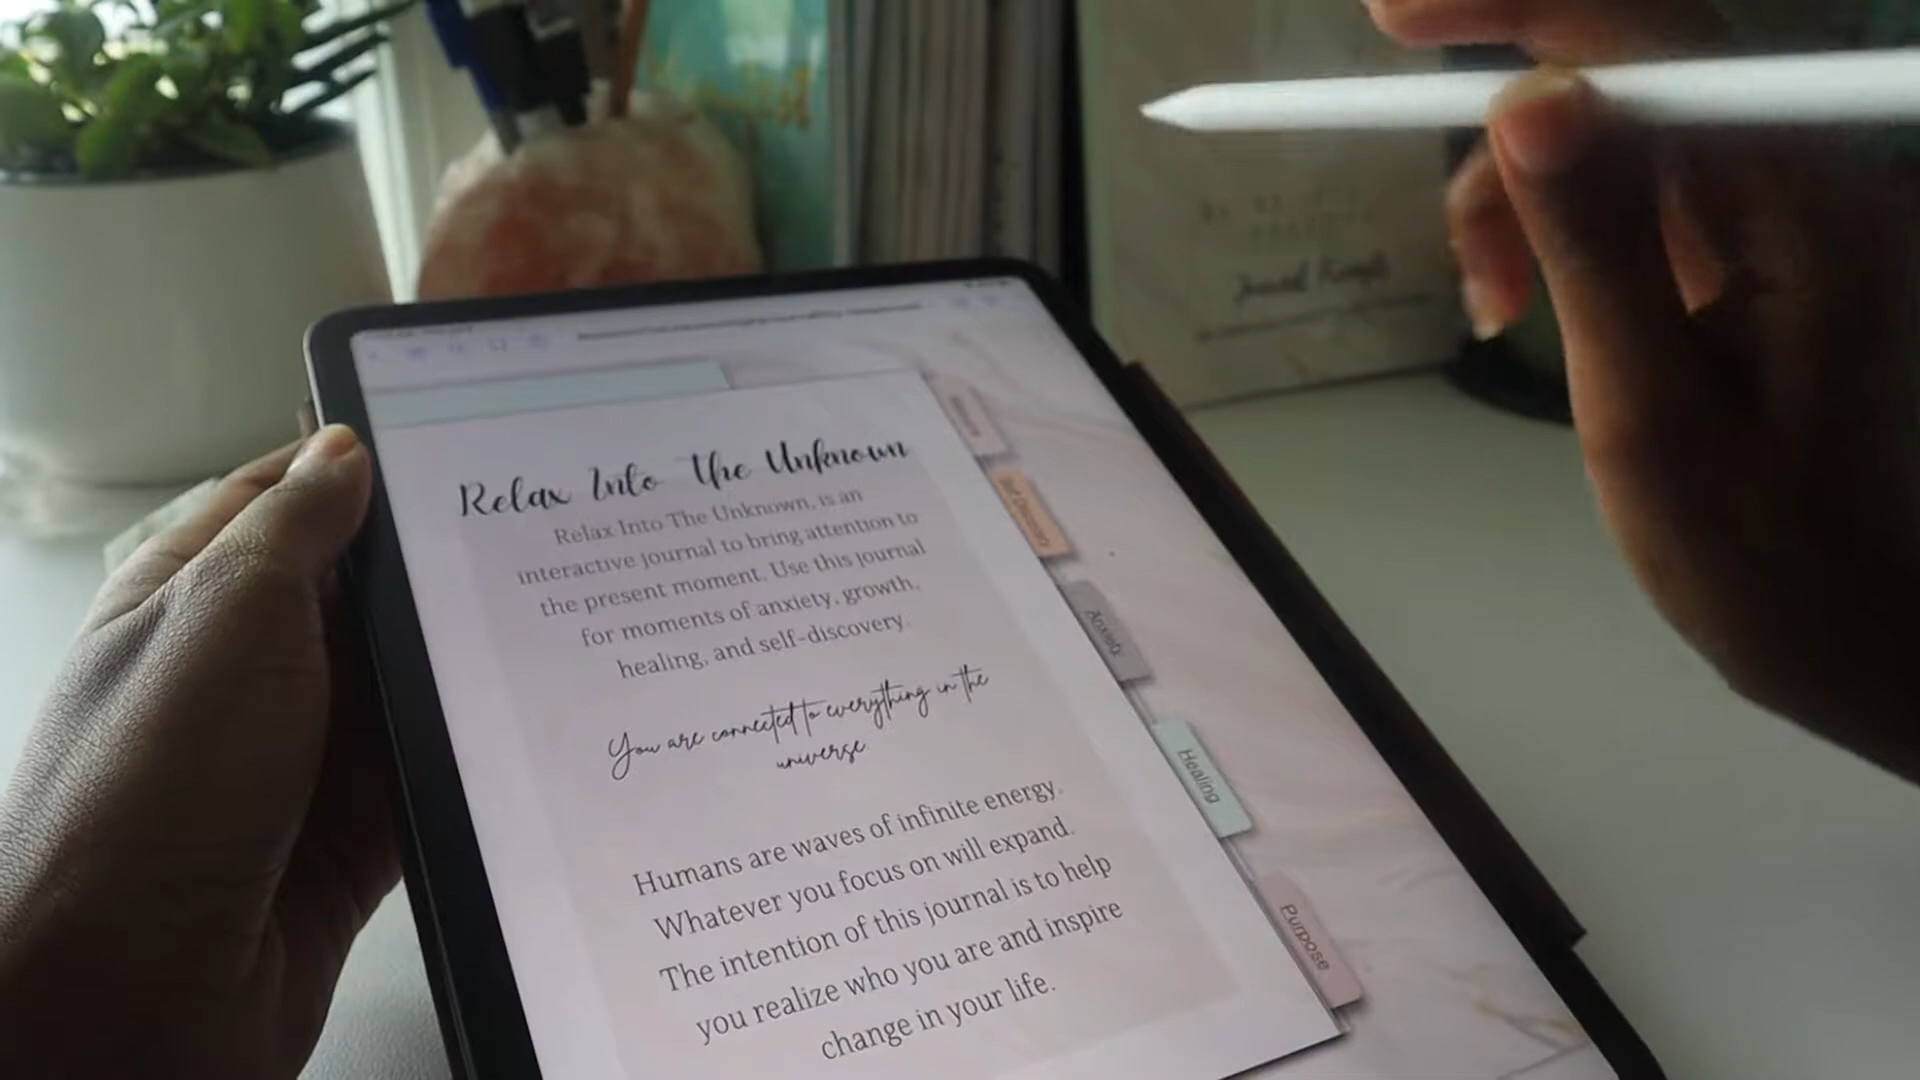 Relax Into The Unknown
Relax Into The Unknown, is an
interactive journal to bring attention to
the present moment. Use this journal
for moments of anxiety, growth,
healing, and self-discovery.
You are connected to everything in the
universe
Humans are waves of infinite energy.
Whatever you focus on will expand.
The intention of this journal is to help
you realize who you are and inspire
change in your life.
Self Discovery
Anxiety
Healing
Purpose